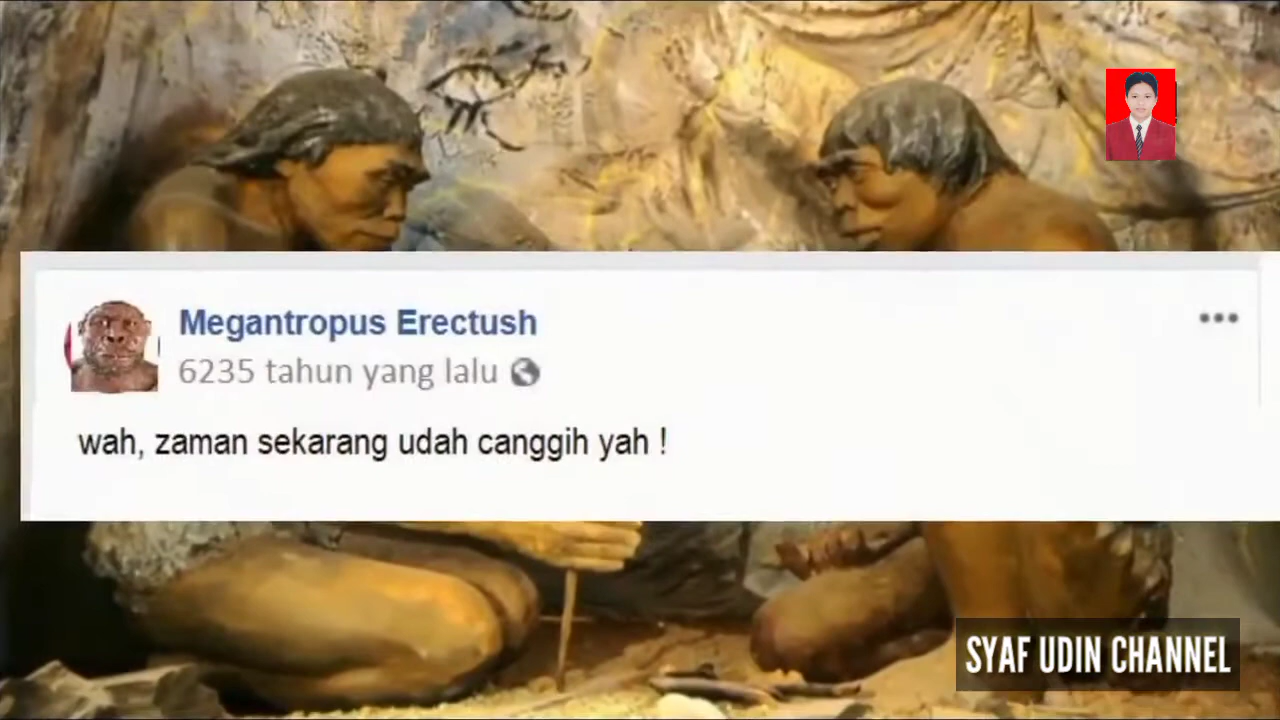 Megantropus Erectush
6235 tahun yang lalu
wah, zaman sekarang udah canggih yah !
SYAF UDIN CHANNEL